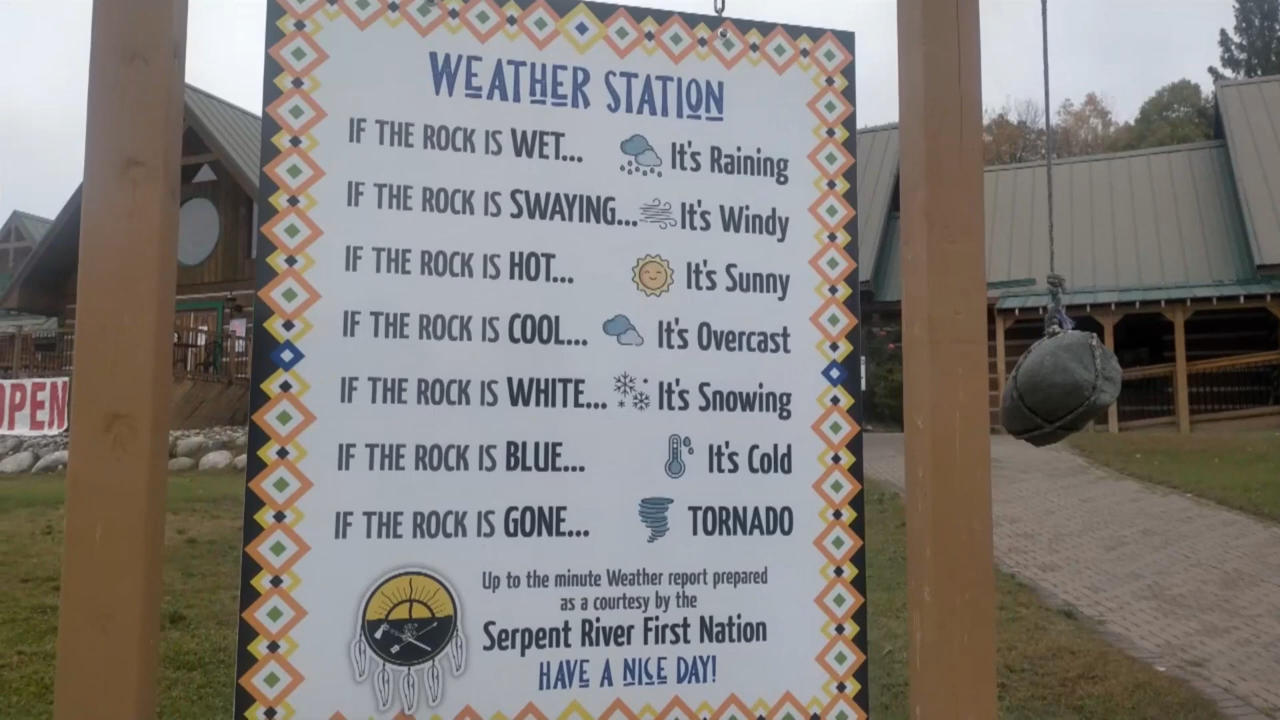 WEATHER STATION
IF THE ROCK IS WET... It's Raining
IF THE ROCK IS SWAYING... It's Windy
IF THE ROCK IS HOT... It's Sunny
IF THE ROCK IS COOL... It's Overcast
IF THE ROCK IS WHITE... It's Snowing
IF THE ROCK IS BLUE... It's Cold
IF THE ROCK IS GONE... TORNADO
Up to the minute Weather report prepared
as a courtesy by the
Serpent River First Nation
HAVE A NICE DAY!
OPEN